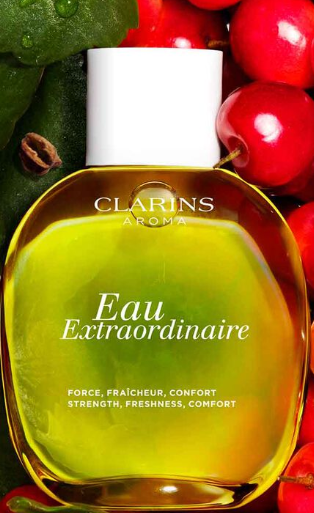 CLARINS
AROMA
Eau
Extraordinaire
FORCE, FRAÎCHEUR, CONFORT
STRENGTH, FRESHNESS, COMFORT